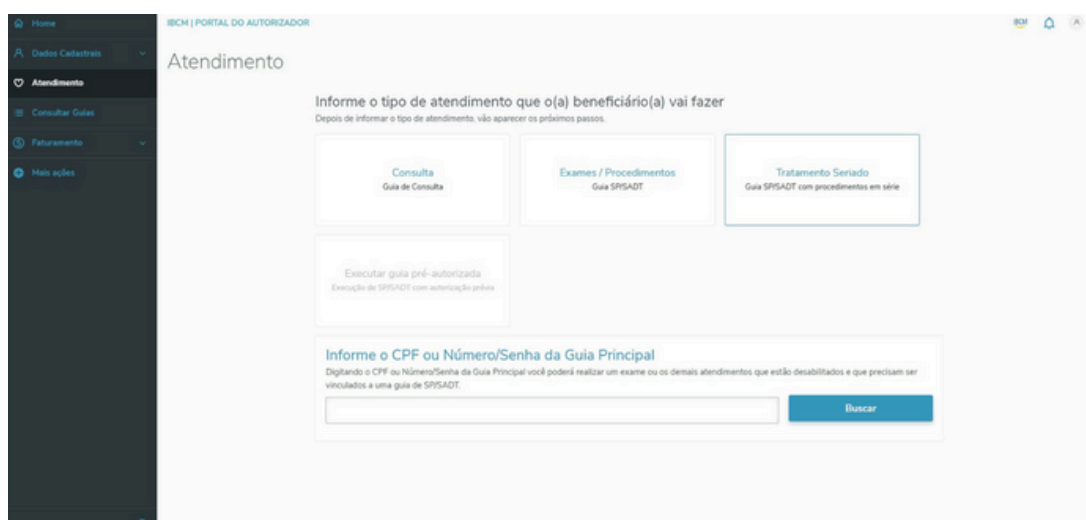 Home
Dados Cadastrais
Atendimento
Consultar Guias
Faturamento
Mais ações
IBCM | PORTAL DO AUTORIZADOR
IBCM
Atendimento
Informe o tipo de atendimento que o(a) beneficiário(a) vai fazer
Depois de informar o tipo de atendimento, vão aparecer os próximos passos.
Consulta
Guia de Consulta
Exames / Procedimentos
Guia SP/SADT
Tratamento Seriado
Guia SP/SADT com procedimentos em série
Executar guia pré-autorizada
Execução de SP/SADT com autorização prévia
Informe o CPF ou Número/Senha da Guia Principal
Digitando o CPF ou Número/Senha da Guia Principal você poderá realizar um exame ou os demais atendimentos que estão desabilitados e que precisam ser
vinculados a uma guia de SP/SADT.
Buscar